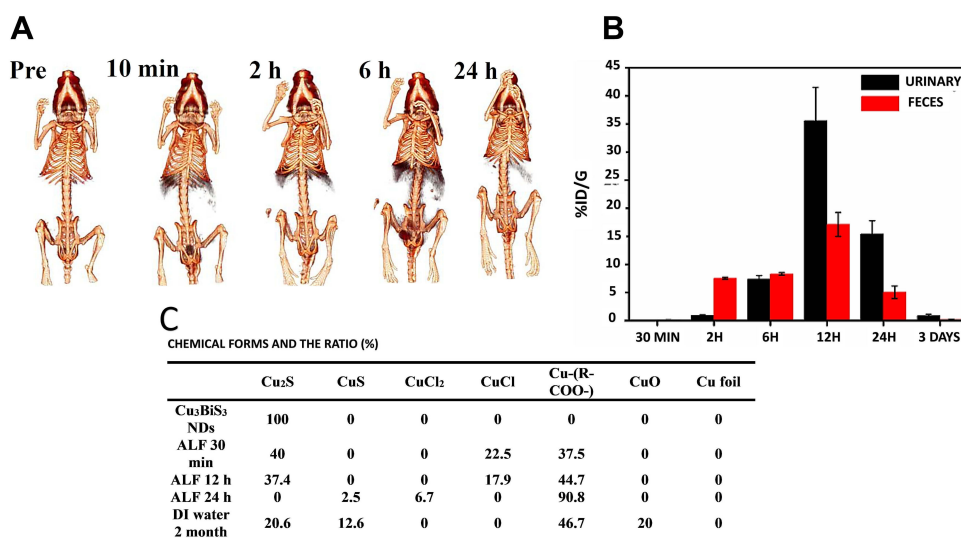 A
Pre
10 min
2 h
6 h
24 h
B
URINARY
FECES
%ID/G
40
35
30
25
20
15
10
5
0
30 MIN
2H
6H
12H
24H
3 DAYS
C
CHEMICAL FORMS AND THE RATIO (%)
Cu₂S CuS CuCl₂ CuCl Cu-(R-
COO-) CuO Cu foil
Cu₃BiS₃
NDs 100 0 0 0 0 0 0
ALF 30
min 40 0 0 22.5 37.5 0 0
ALF 12 h 37.4 0 0 17.9 44.7 0 0
ALF 24 h 0 2.5 6.7 0 90.8 0 0
DI water
2 month 20.6 12.6 0 0 46.7 20 0